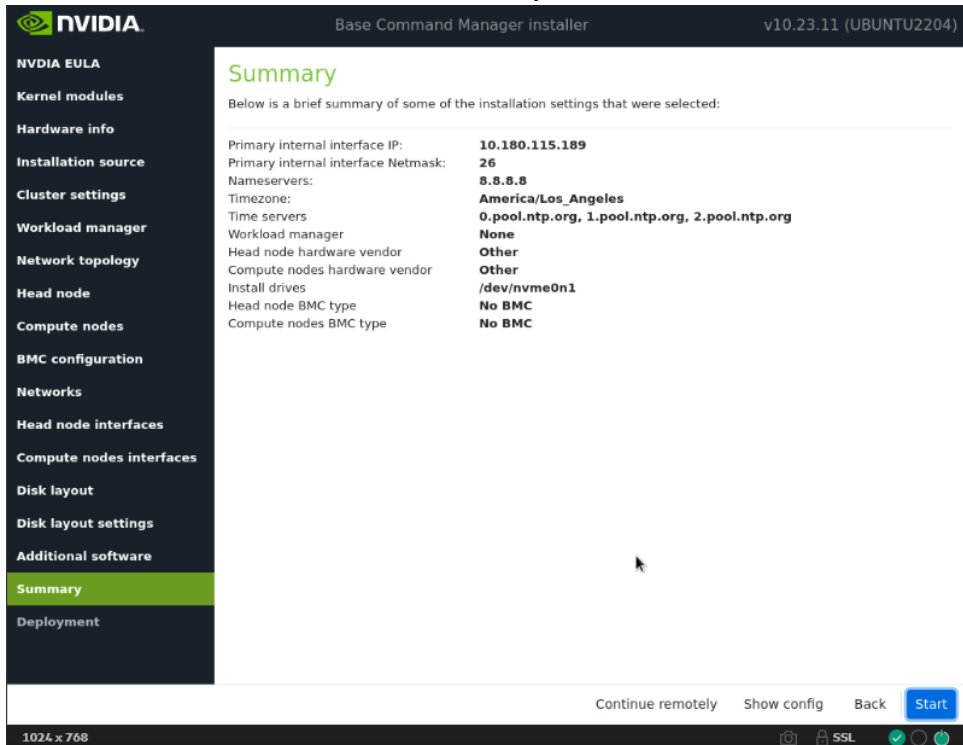 NVIDIA. Base Command Manager installer v10.23.11 (UBUNTU2204)
NVDIA EULA
Kernel modules
Hardware info
Installation source
Cluster settings
Workload manager
Network topology
Head node
Compute nodes
BMC configuration
Networks
Head node interfaces
Compute nodes interfaces
Disk layout
Disk layout settings
Additional software
Summary
Deployment
Summary
Below is a brief summary of some of the installation settings that were selected:
Primary internal interface IP: 10.180.115.189
Primary internal interface Netmask: 26
Nameservers: 8.8.8.8
Timezone: America/Los_Angeles
Time servers 0.pool.ntp.org, 1.pool.ntp.org, 2.pool.ntp.org
Workload manager None
Head node hardware vendor Other
Compute nodes hardware vendor Other
Install drives /dev/nvme0n1
Head node BMC type No BMC
Compute nodes BMC type No BMC
Continue remotely Show config Back Start
1024 x 768 SSL